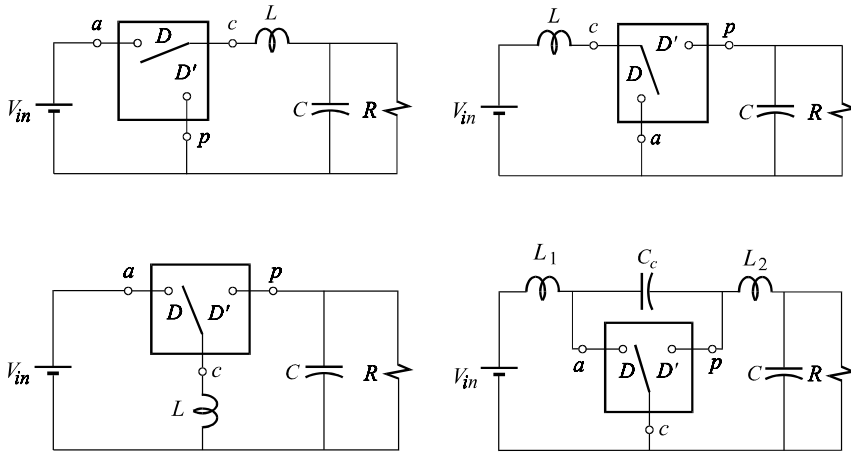 a D c L
D'
V_in p C R
L c D' p
D
V_in a C R
a D D' p
V_in c L C R
L_1 C_c L_2
V_in a D D' p c C R